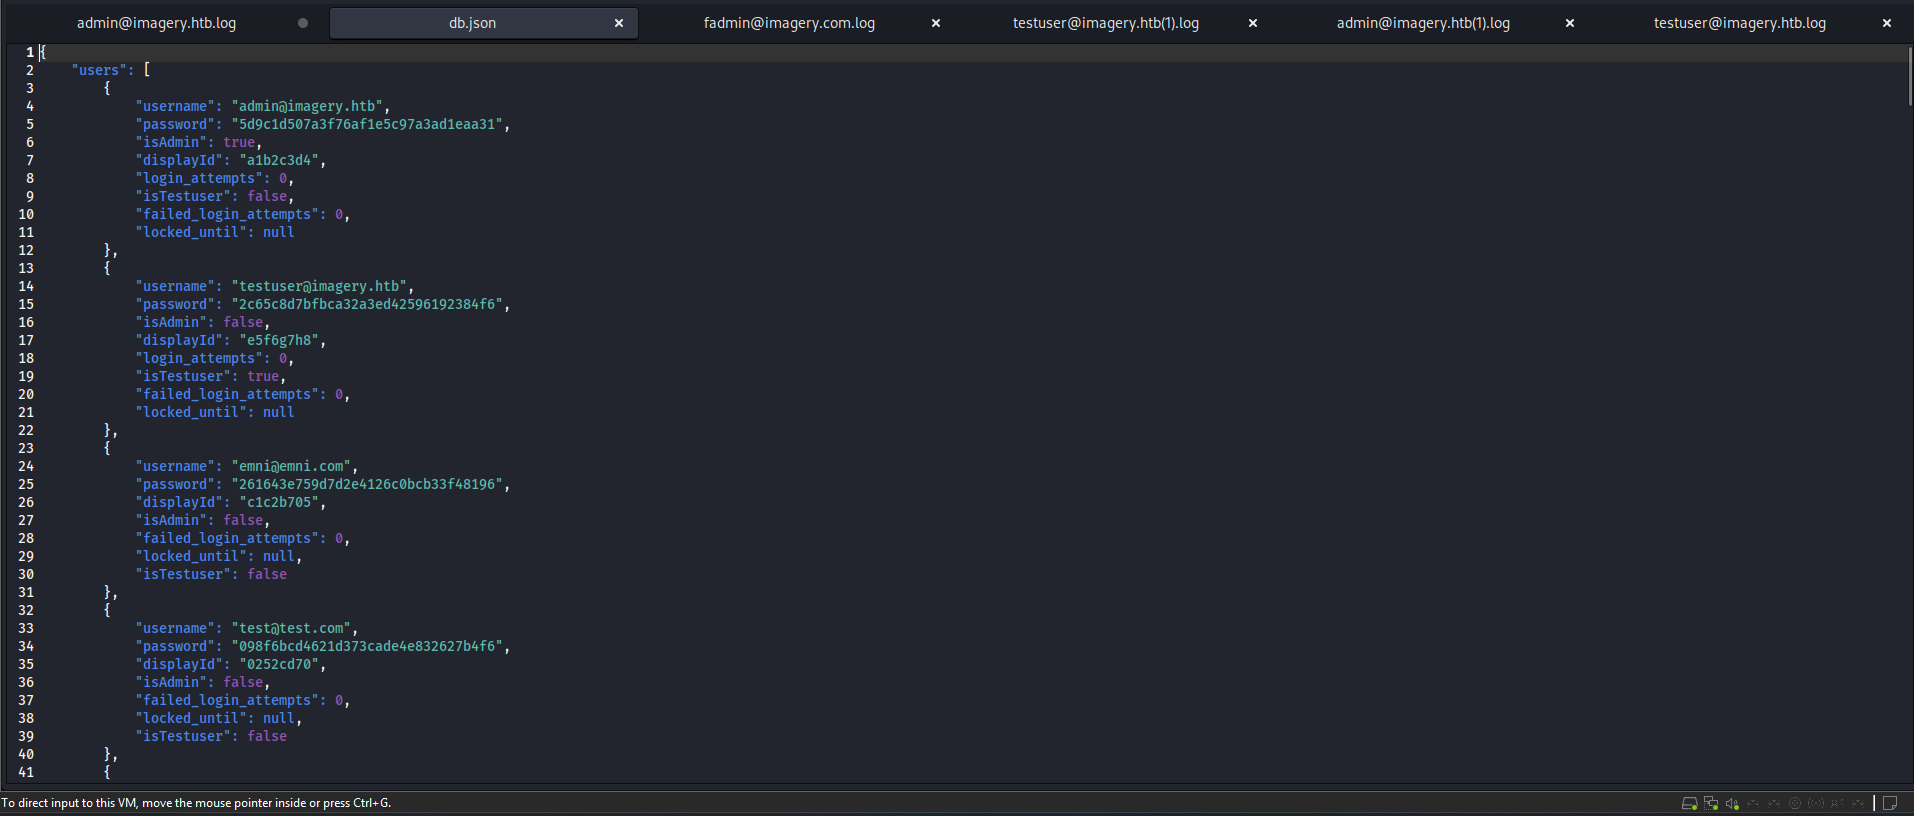 admin@imagery.htb.log db.json fadmin@imagery.com.log testuser@imagery.htb(1).log admin@imagery.htb(1).log testuser@imagery.htb.log
1 {
2 "users": [
3 {
4 "username": "admin@imagery.htb",
5 "password": "5d9c1d507a3f76af1e5c97a3ad1eaa31",
6 "isAdmin": true,
7 "displayId": "a1b2c3d4",
8 "login_attempts": 0,
9 "isTestuser": false,
10 "failed_login_attempts": 0,
11 "locked_until": null
12 },
13 {
14 "username": "testuser@imagery.htb",
15 "password": "2c65c8d7bfbca32a3ed42596192384f6",
16 "isAdmin": false,
17 "displayId": "e5f6g7h8",
18 "login_attempts": 0,
19 "isTestuser": true,
20 "failed_login_attempts": 0,
21 "locked_until": null
22 },
23 {
24 "username": "emni@emni.com",
25 "password": "261643e759d7d2e4126c0bcb33f48196",
26 "displayId": "c1c2b705",
27 "isAdmin": false,
28 "failed_login_attempts": 0,
29 "locked_until": null,
30 "isTestuser": false
31 },
32 {
33 "username": "test@test.com",
34 "password": "098f6bcd4621d373cade4e832627b4f6",
35 "displayId": "0252cd70",
36 "isAdmin": false,
37 "failed_login_attempts": 0,
38 "locked_until": null,
39 "isTestuser": false
40 },
41 {
To direct input to this VM, move the mouse pointer inside or press Ctrl+G.